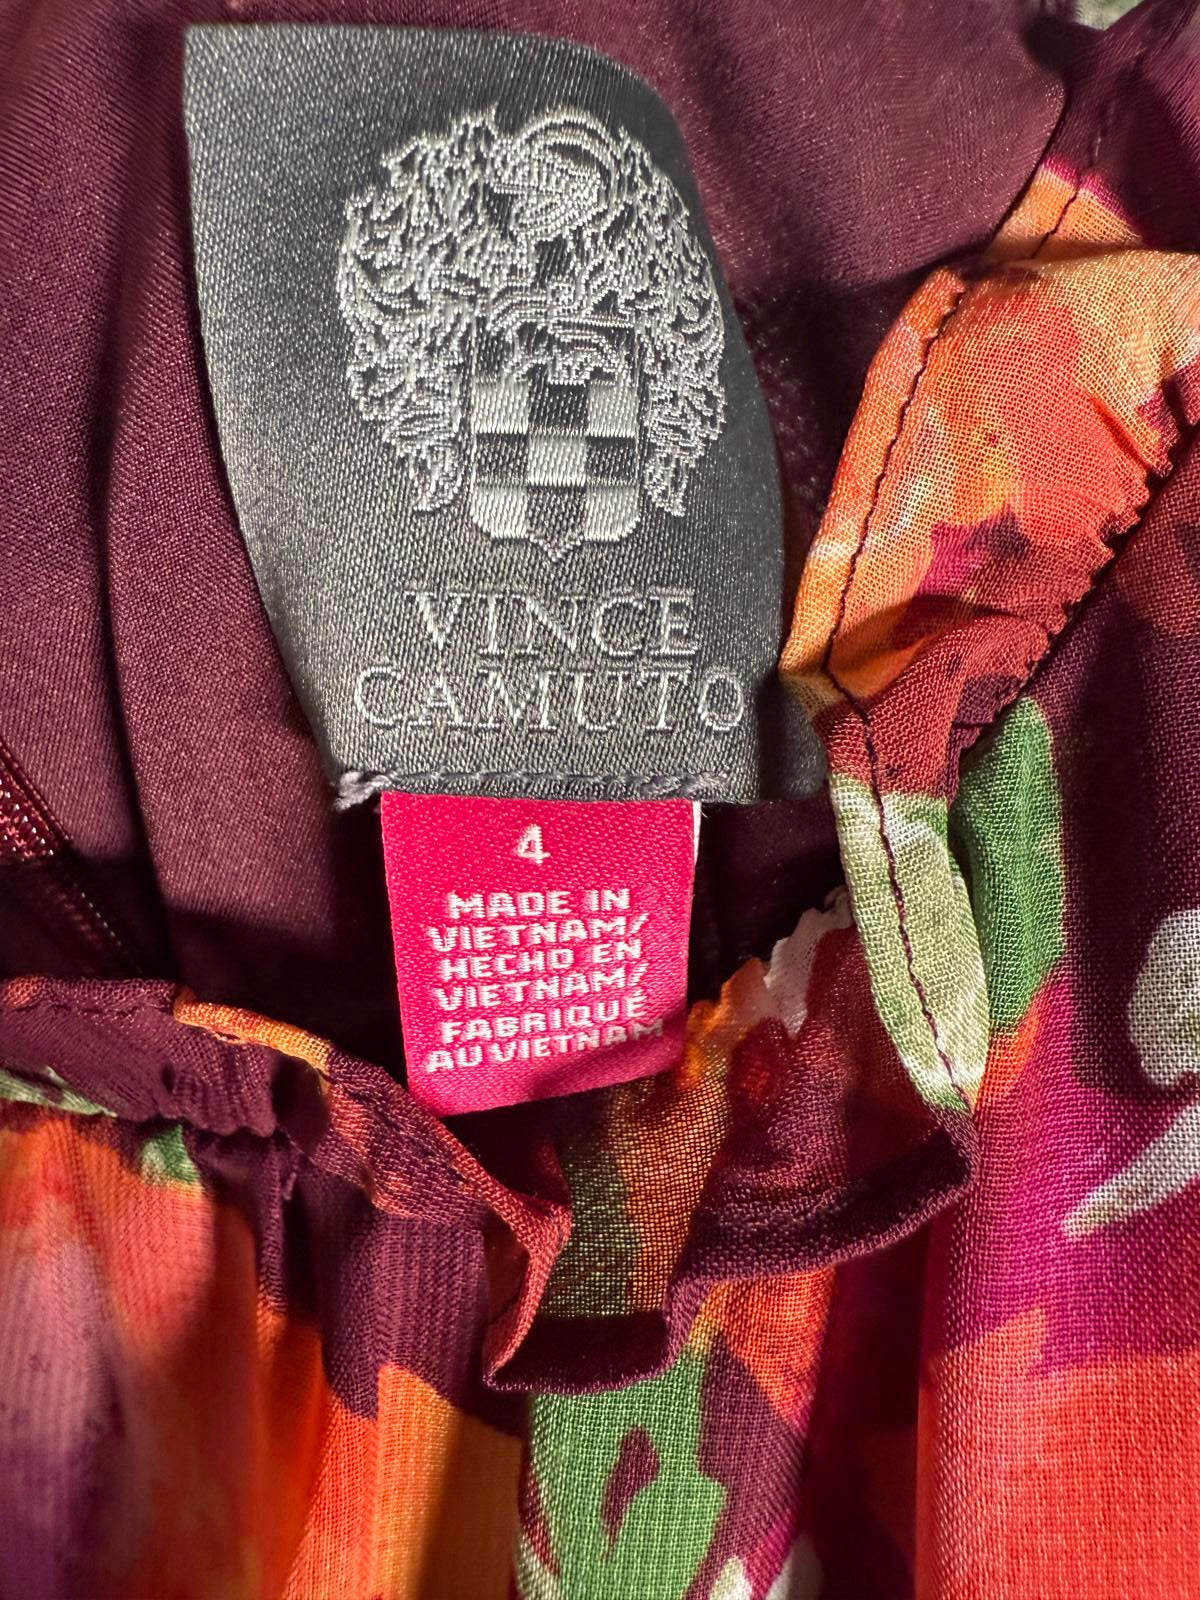 VINCE
CAMUTO
4
MADE IN
VIETNAM/
HECHO EN
VIETNAM/
FABRIQUÉ
AU VIETNAM